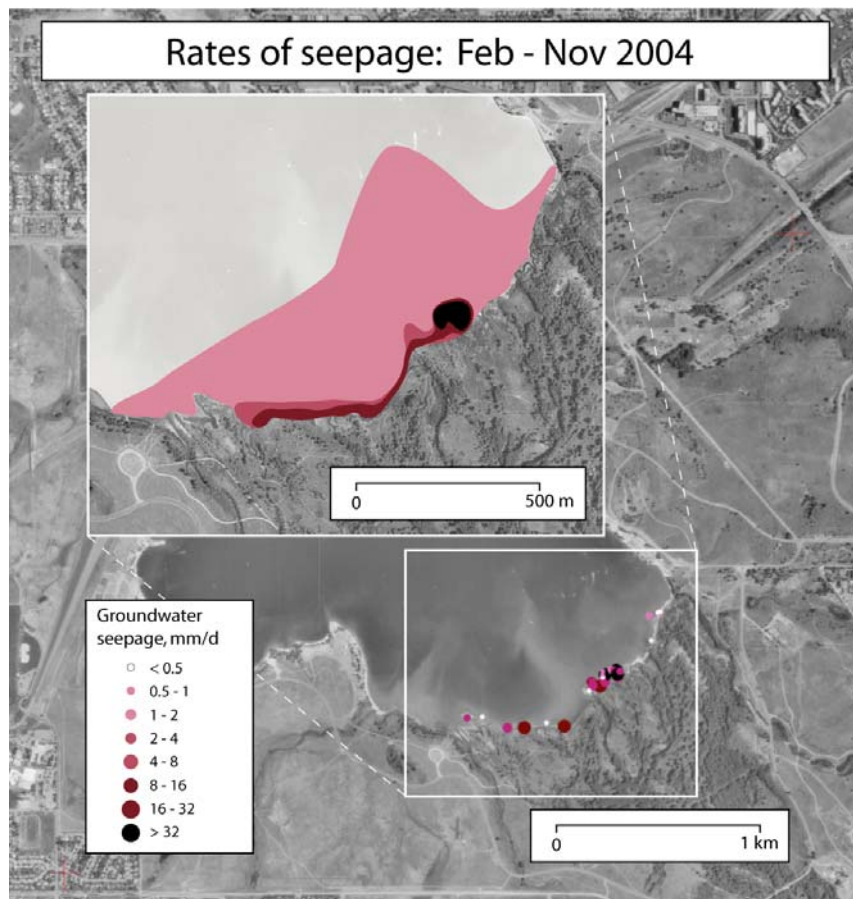 Rates of seepage: Feb - Nov 2004
0
500 m
Groundwater
seepage, mm/d
< 0.5
0.5 - 1
1 - 2
2 - 4
4 - 8
8 - 16
16 - 32
> 32
0
1 km